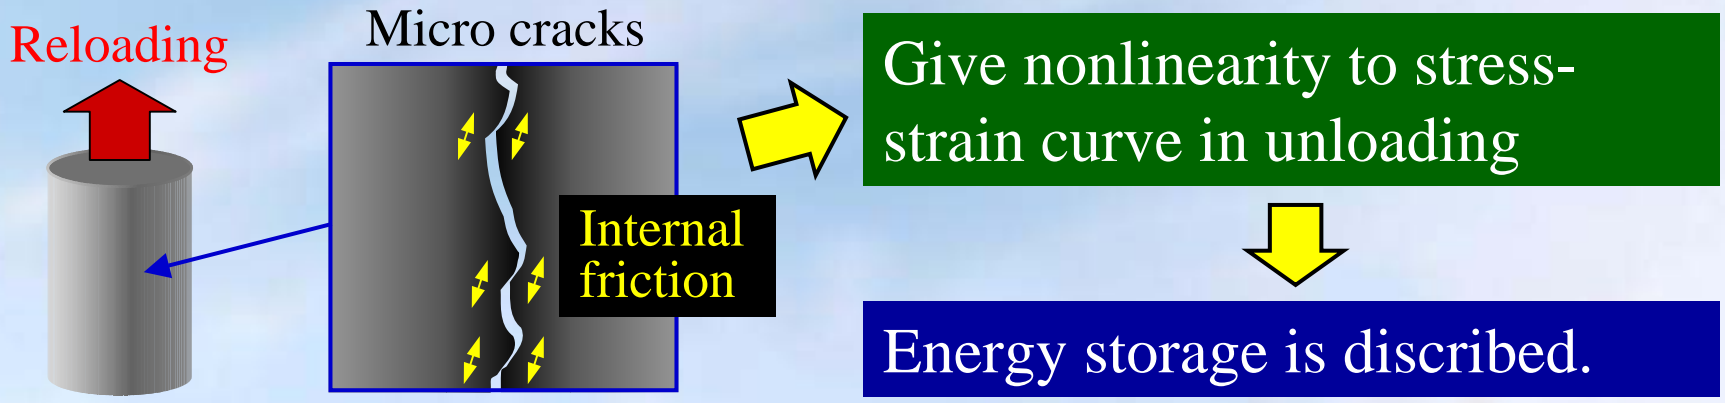 Reloading
Micro cracks
Internal
friction
Give nonlinearity to stress-
strain curve in unloading
Energy storage is discribed.